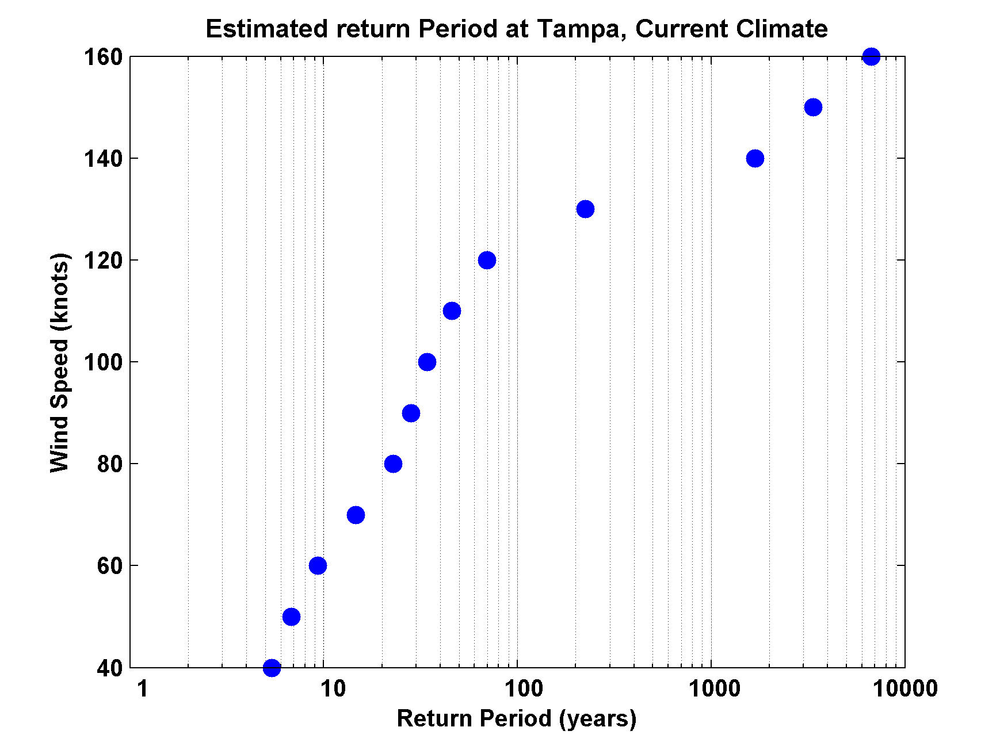 Estimated return Period at Tampa, Current Climate
160
140
120
100
80
60
40
Wind Speed (knots)
1 10 100 1000 10000
Return Period (years)